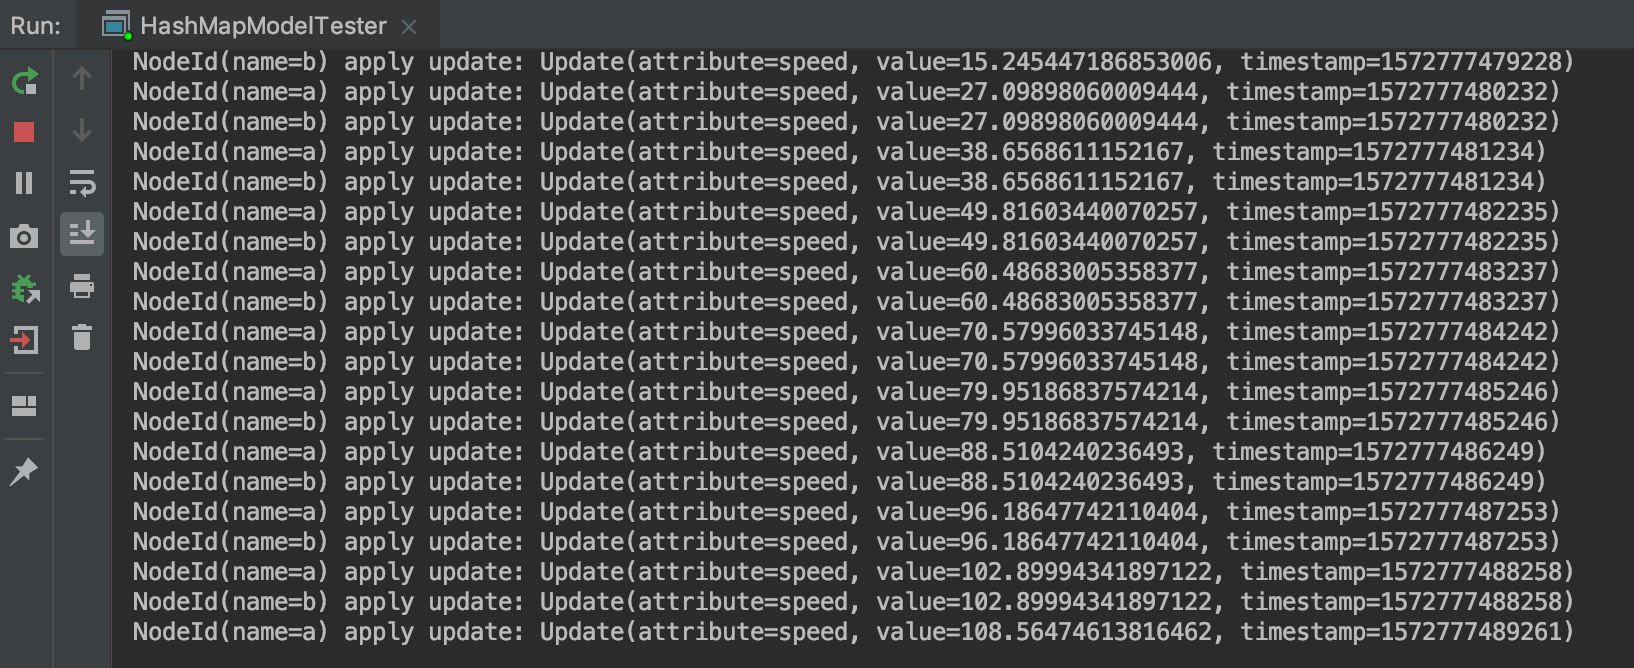 Run: HashMapModelTester
NodeId(name=b) apply update: Update(attribute=speed, value=15.245447186853006, timestamp=1572777479228)
NodeId(name=a) apply update: Update(attribute=speed, value=27.09898060009444, timestamp=1572777480232)
NodeId(name=b) apply update: Update(attribute=speed, value=27.09898060009444, timestamp=1572777480232)
NodeId(name=a) apply update: Update(attribute=speed, value=38.6568611152167, timestamp=1572777481234)
NodeId(name=b) apply update: Update(attribute=speed, value=38.6568611152167, timestamp=1572777481234)
NodeId(name=a) apply update: Update(attribute=speed, value=49.81603440070257, timestamp=1572777482235)
NodeId(name=b) apply update: Update(attribute=speed, value=49.81603440070257, timestamp=1572777482235)
NodeId(name=a) apply update: Update(attribute=speed, value=60.48683005358377, timestamp=1572777483237)
NodeId(name=b) apply update: Update(attribute=speed, value=60.48683005358377, timestamp=1572777483237)
NodeId(name=a) apply update: Update(attribute=speed, value=70.57996033745148, timestamp=1572777484242)
NodeId(name=b) apply update: Update(attribute=speed, value=70.57996033745148, timestamp=1572777484242)
NodeId(name=a) apply update: Update(attribute=speed, value=79.95186837574214, timestamp=1572777485246)
NodeId(name=b) apply update: Update(attribute=speed, value=79.95186837574214, timestamp=1572777485246)
NodeId(name=a) apply update: Update(attribute=speed, value=88.5104240236493, timestamp=1572777486249)
NodeId(name=b) apply update: Update(attribute=speed, value=88.5104240236493, timestamp=1572777486249)
NodeId(name=a) apply update: Update(attribute=speed, value=96.18647742110404, timestamp=1572777487253)
NodeId(name=b) apply update: Update(attribute=speed, value=96.18647742110404, timestamp=1572777487253)
NodeId(name=a) apply update: Update(attribute=speed, value=102.89994341897122, timestamp=1572777488258)
NodeId(name=b) apply update: Update(attribute=speed, value=102.89994341897122, timestamp=1572777488258)
NodeId(name=a) apply update: Update(attribute=speed, value=108.56474613816462, timestamp=1572777489261)